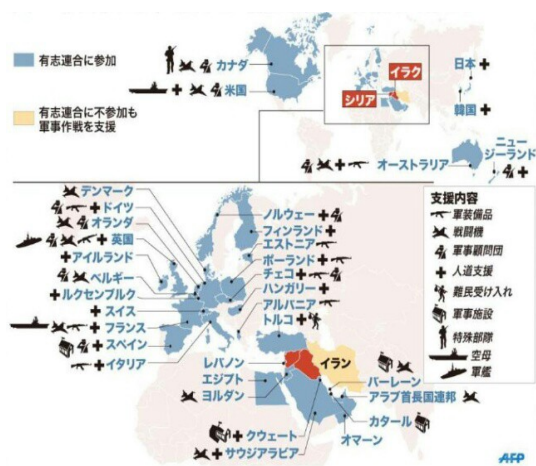 有志連合に参加
有志連合に不参加も
軍事作戦を支援
カナダ
米国
イラク
シリア
日本
韓国
ニュー
ジーランド
オーストラリア
デンマーク
ドイツ
オランダ
英国
アイルランド
ベルギー
ルクセンブルク
スイス
フランス
スペイン
イタリア
ノルウェー
フィンランド
エストニア
ポーランド
チェコ
ハンガリー
アルバニア
トルコ
レバノン
エジプト
ヨルダン
クウェート
サウジアラビア
イラン
バーレーン
アラブ首長国連邦
カタール
オマーン
支援内容
軍装備品
戦闘機
軍事顧問団
人道支援
難民受け入れ
軍事施設
特殊部隊
空母
軍艦
AFP